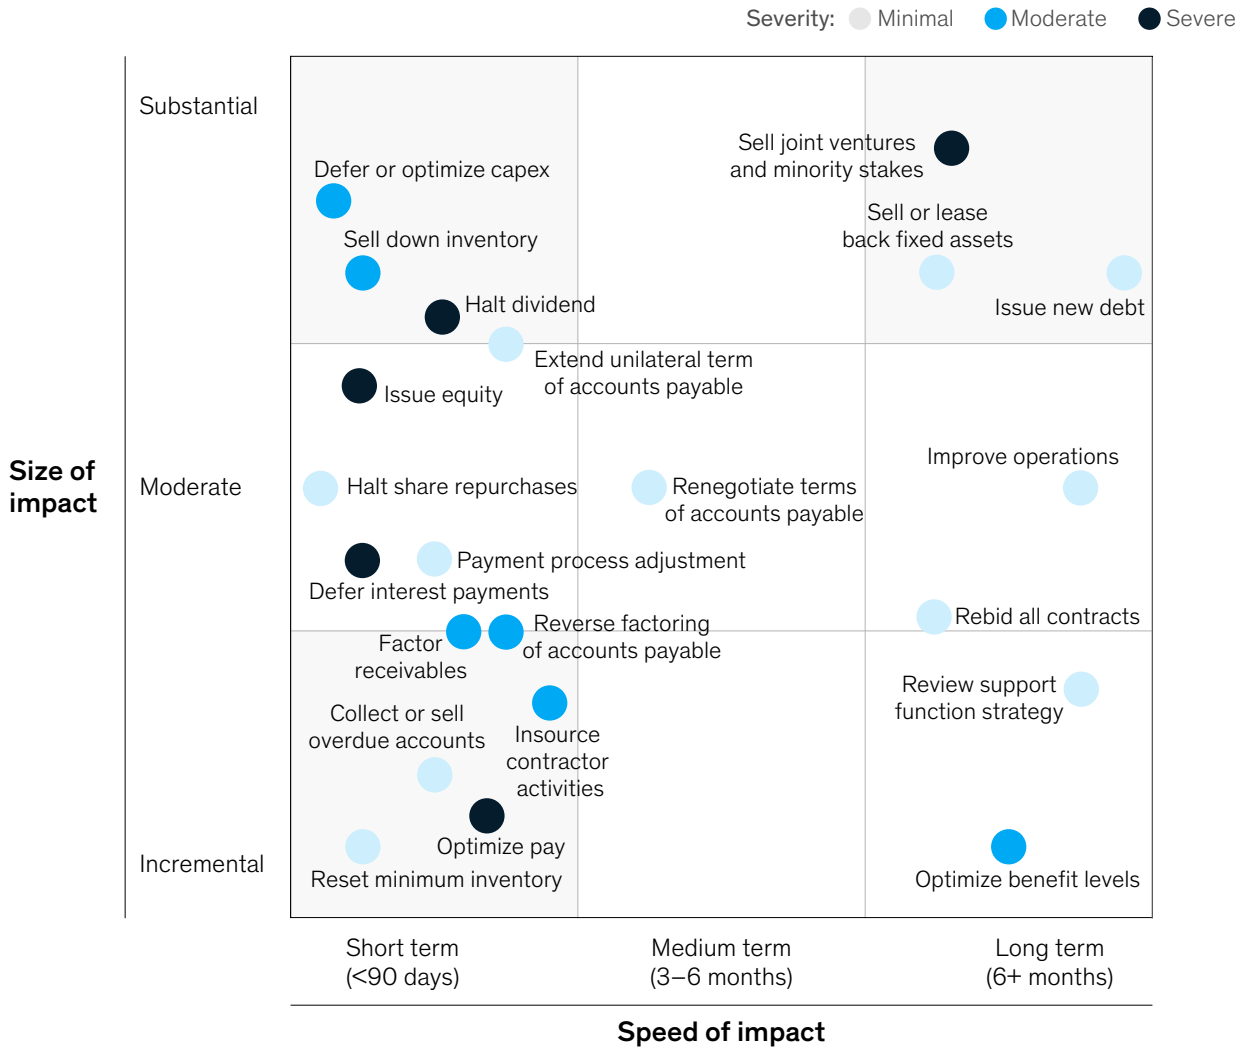 Severity: Minimal Moderate Severe
Substantial
Defer or optimize capex
Sell down inventory
Halt dividend
Sell joint ventures
and minority stakes
Sell or lease
back fixed assets
Issue new debt
Extend unilateral term
of accounts payable
Issue equity
Size of
impact
Moderate
Halt share repurchases
Renegotiate terms
of accounts payable
Improve operations
Payment process adjustment
Defer interest payments
Rebid all contracts
Factor
receivables
Reverse factoring
of accounts payable
Collect or sell
overdue accounts
Insource
contractor
activities
Review support
function strategy
Optimize pay
Incremental
Reset minimum inventory
Optimize benefit levels
Short term
(<90 days)
Medium term
(3–6 months)
Long term
(6+ months)
Speed of impact